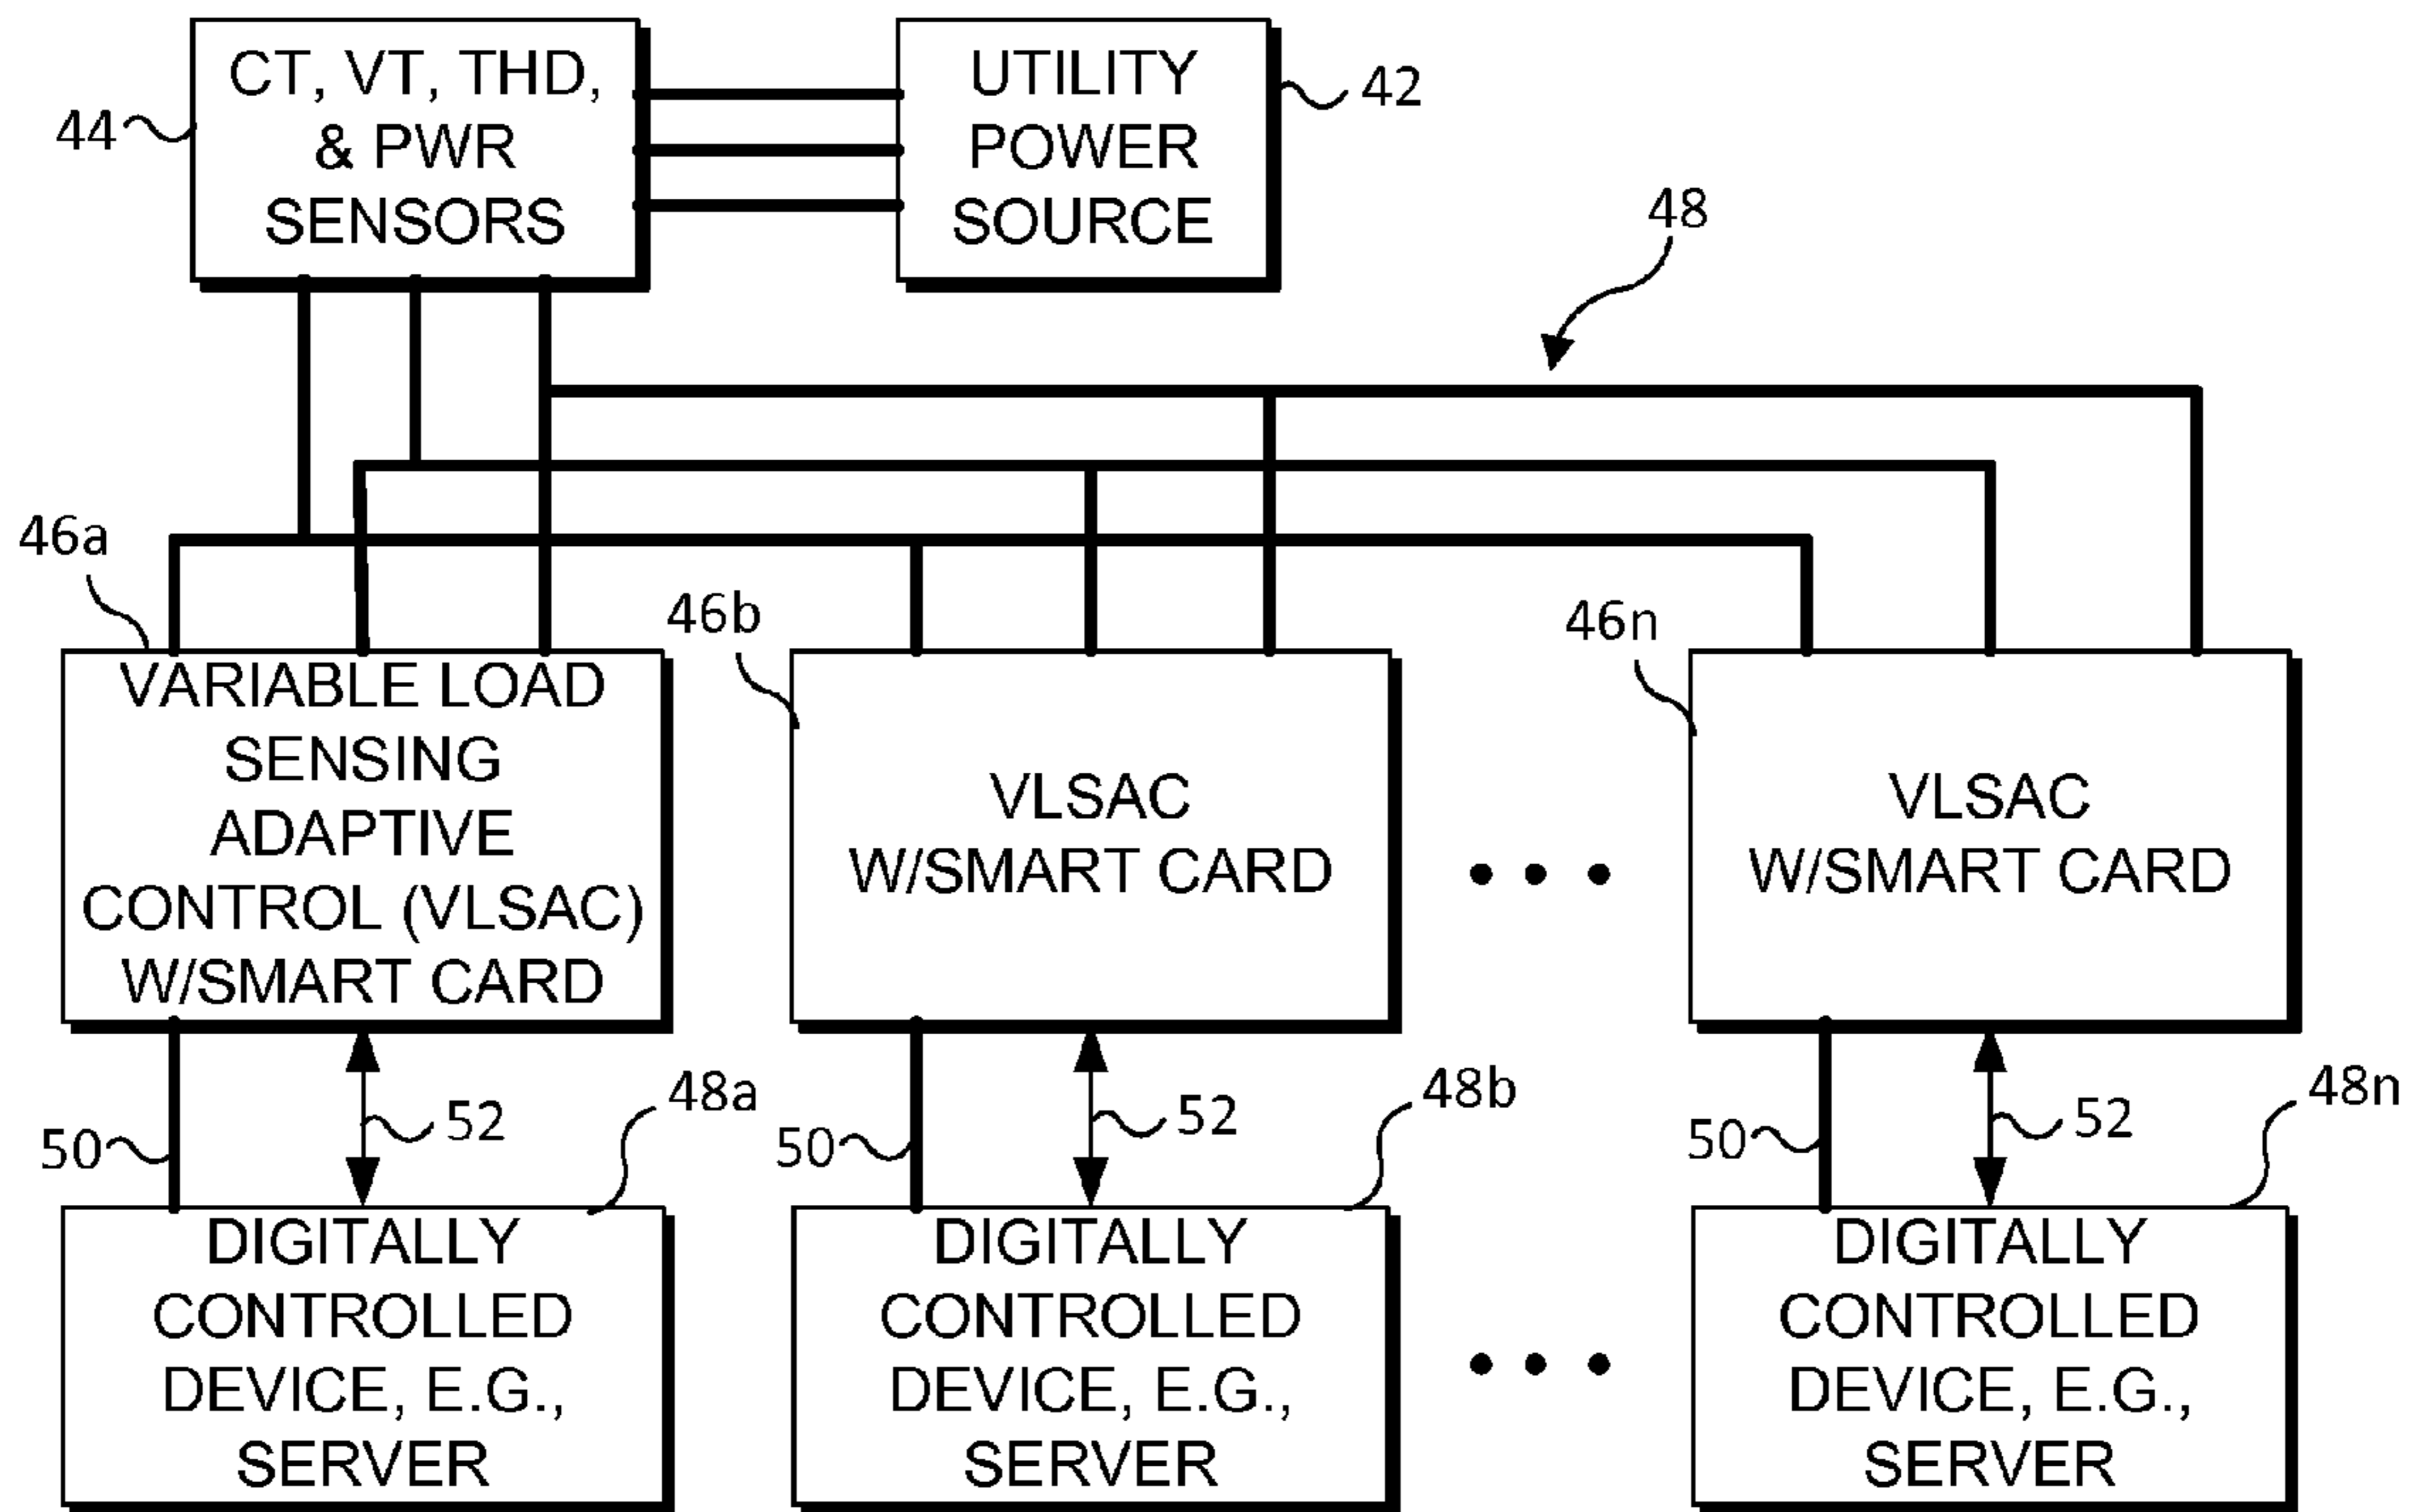 CT, VT, THD,
& PWR
SENSORS
44
UTILITY
POWER
SOURCE
42
48
46a
VARIABLE LOAD
SENSING
ADAPTIVE
CONTROL (VLSAC)
W/SMART CARD
46b
VLSAC
W/SMART CARD
46n
VLSAC
W/SMART CARD
50
52
48a
50
52
48b
50
52
48n
DIGITALLY
CONTROLLED
DEVICE, E.G.,
SERVER
DIGITALLY
CONTROLLED
DEVICE, E.G.,
SERVER
DIGITALLY
CONTROLLED
DEVICE, E.G.,
SERVER